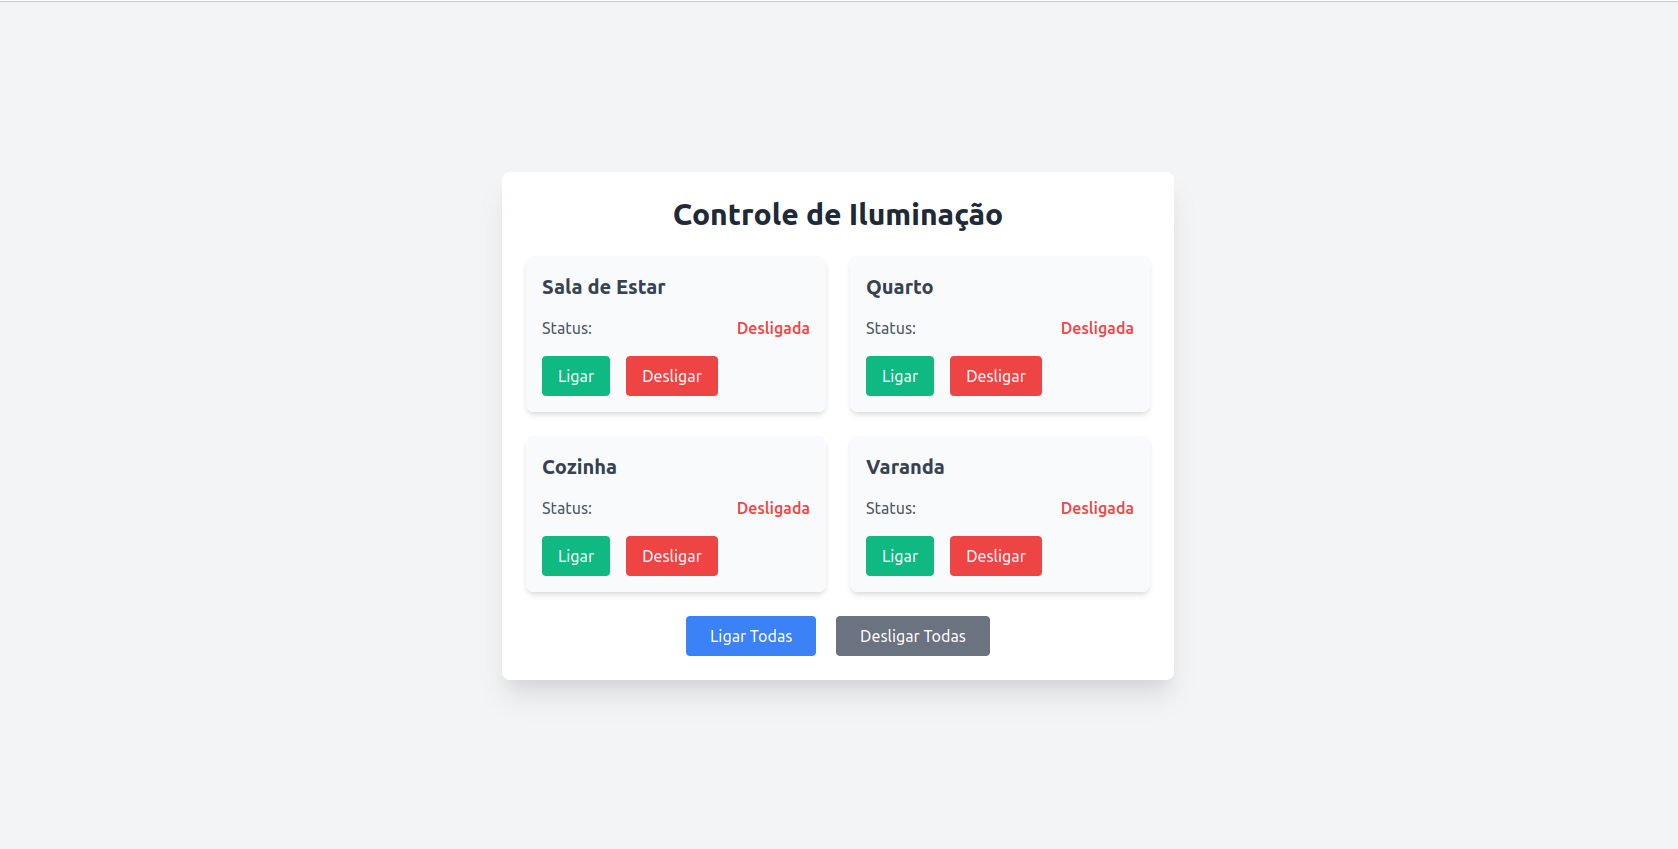 Controle de Iluminação
Sala de Estar
Status: Desligada
Ligar Desligar
Quarto
Status: Desligada
Ligar Desligar
Cozinha
Status: Desligada
Ligar Desligar
Varanda
Status: Desligada
Ligar Desligar
Ligar Todas Desligar Todas